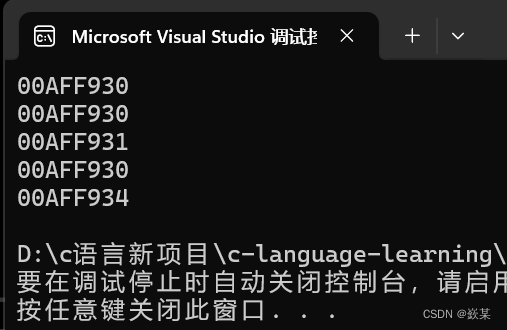 Microsoft Visual Studio 调试
00AFF930
00AFF930
00AFF931
00AFF930
00AFF934
D:\c语言新项目\c-language-learning\
要在调试停止时自动关闭控制台，请启用
按任意键关闭此窗口. . .
CSDN @嵌某